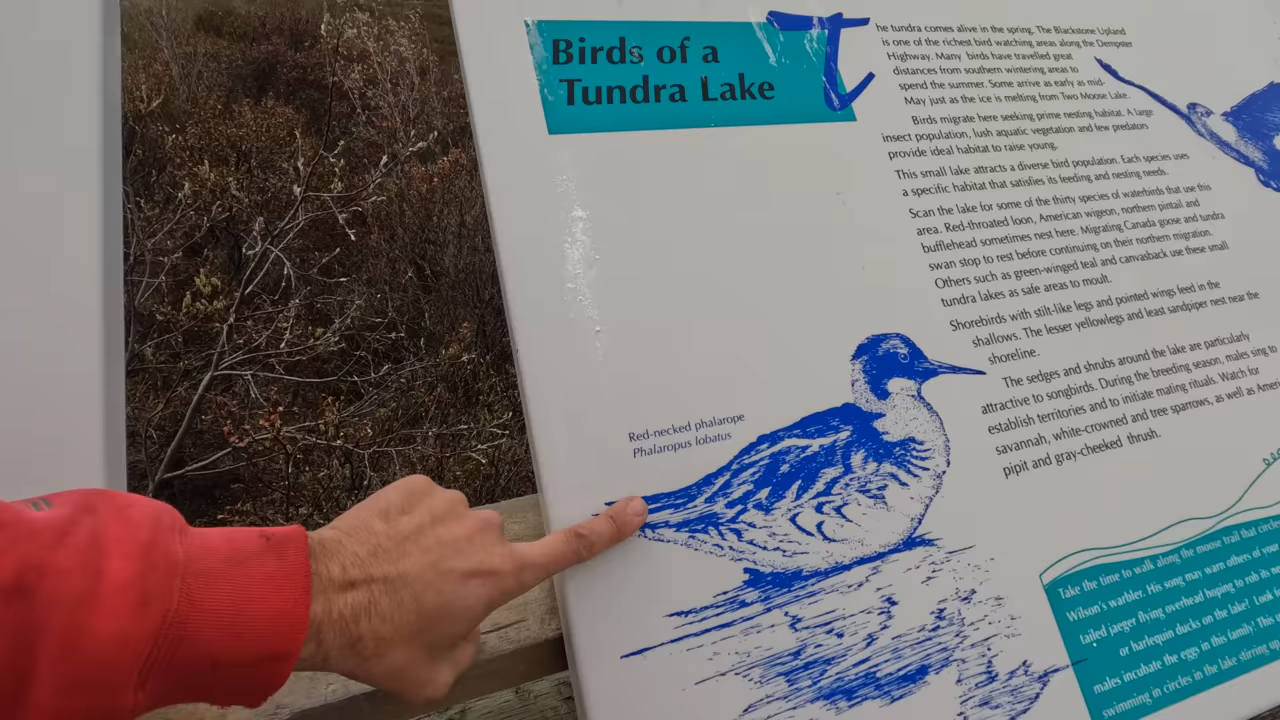 Birds of a
Tundra Lake
The tundra comes alive in the spring. The Blackstone Upland
is one of the richest bird watching areas along the Dempster
Highway. Many birds have travelled great
distances from southern wintering areas to
spend the summer. Some arrive as early as mid-
May just as the ice is melting from Two Moose Lake.
Birds migrate here seeking prime nesting habitat. A large
insect population, lush aquatic vegetation and few predators
provide ideal habitat to raise young.
This small lake attracts a diverse bird population. Each species uses
a specific habitat that satisfies its feeding and nesting needs.
Scan the lake for some of the thirty species of waterbirds that use this
area. Red-throated loon, American wigeon, northern pintail and
bufflehead sometimes nest here. Migrating Canada goose and tundra
swan stop to rest before continuing on their northern migration.
Others such as green-winged teal and canvasback use these small
tundra lakes as safe areas to moult.
Shorebirds with stilt-like legs and pointed wings feed in the
shallows. The lesser yellowlegs and least sandpiper nest near the
shoreline.
The sedges and shrubs around the lake are particularly
attractive to songbirds. During the breeding season, males sing to
establish territories and to initiate mating rituals. Watch for
savannah, white-crowned and tree sparrows, as well as Ameri
pipit and gray-cheeked thrush.
Red-necked phalarope
Phalaropus lobatus
Take the time to walk along the moose trail that circle
Wilson's warbler. His song may warn others of your
tailed jaeger flying overhead hoping to rob its ne
or harlequin ducks on the lake! Look
males incubate the eggs in this family! This
swimming in circles in the lake stirring up